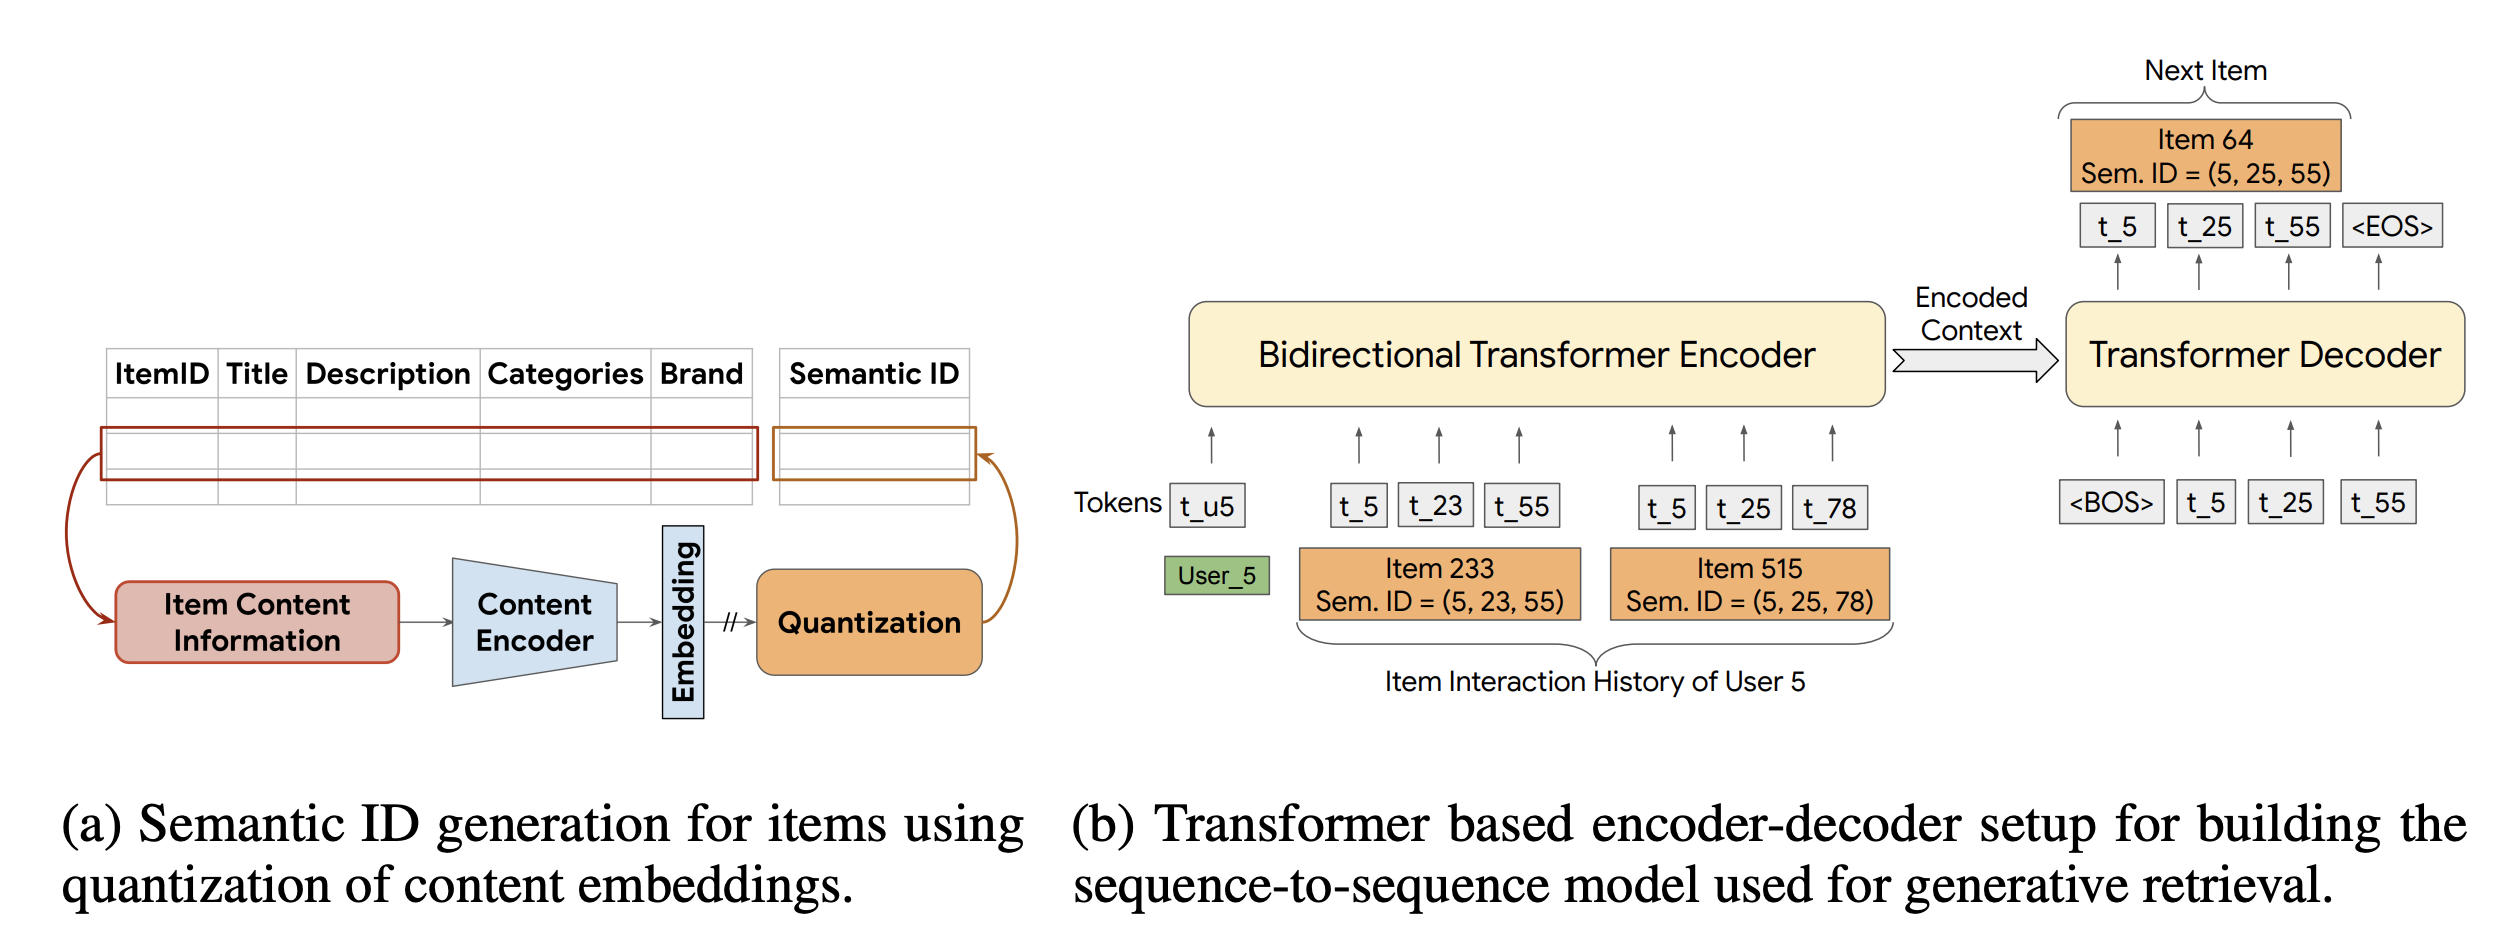 ItemID Title Description Categories Brand Semantic ID
Item Content
Information
Content
Encoder
Embedding
//
Quantization
(a) Semantic ID generation for items using
quantization of content embeddings.
Next Item
Item 64
Sem. ID = (5, 25, 55)
t_5 t_25 t_55 <EOS>
Bidirectional Transformer Encoder
Encoded
Context
Transformer Decoder
Tokens t_u5 t_5 t_23 t_55 t_5 t_25 t_78
<BOS> t_5 t_25 t_55
User_5
Item 233
Sem. ID = (5, 23, 55)
Item 515
Sem. ID = (5, 25, 78)
Item Interaction History of User 5
(b) Transformer based encoder-decoder setup for building the
sequence-to-sequence model used for generative retrieval.